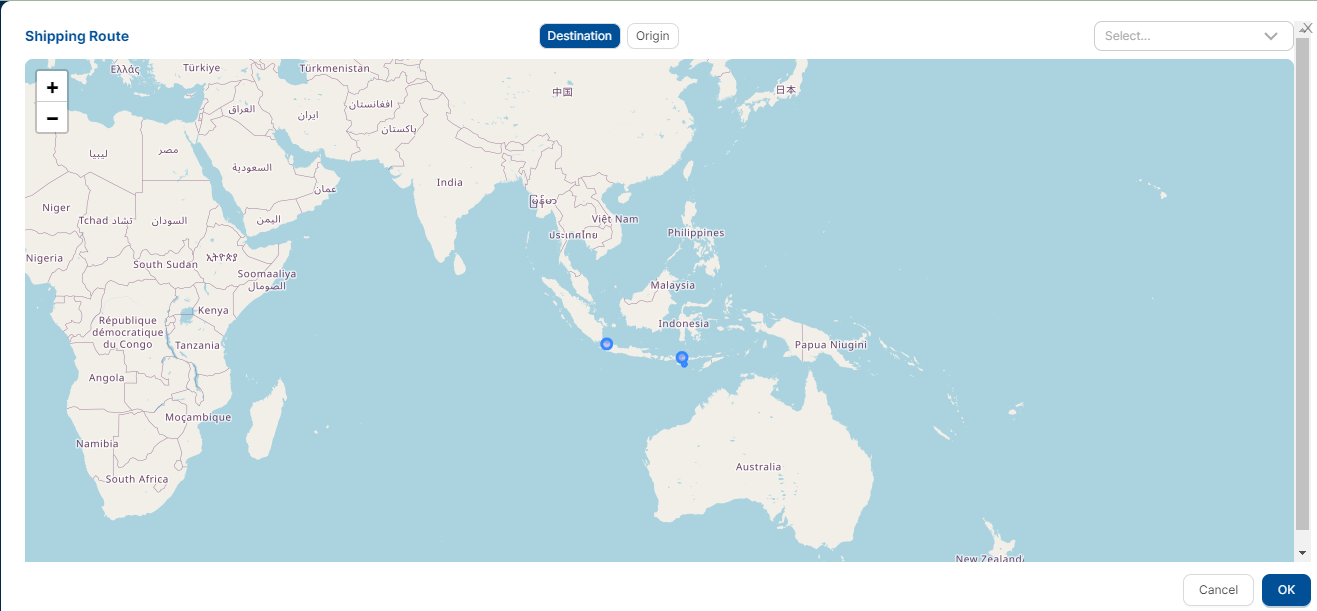 Shipping Route
Destination
Origin
Select...
X
+
−
Ελλάς
Türkiye
Türkmenistan
中国
日本
العراق
ایران
افغانستان
پاکستان
ليبيا
مصر
السعودية
India
عمان
မြန်မာ
Niger
Tchad تشاد
السودان
اليمن
Việt Nam
ประเทศไทย
Philippines
Nigeria
South Sudan
ኢትዮጵያ
Soomaaliya
الصومال
Malaysia
Kenya
République
démocratique
du Congo
Indonesia
Tanzania
Papua Niugini
Angola
Moçambique
Namibia
Australia
South Africa
New Zealand/
Cancel
OK